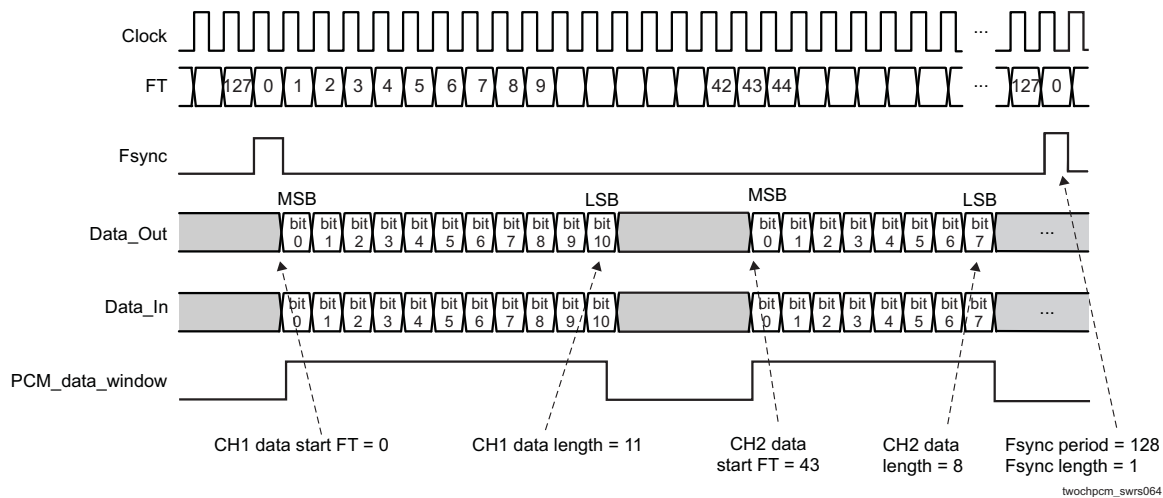 Clock ...
FT 127 0 1 2 3 4 5 6 7 8 9 42 43 44 ... 127 0
Fsync
MSB LSB MSB LSB
Data_Out bit 0 bit 1 bit 2 bit 3 bit 4 bit 5 bit 6 bit 7 bit 8 bit 9 bit 10 bit 0 bit 1 bit 2 bit 3 bit 4 bit 5 bit 6 bit 7 ...
Data_In bit 0 bit 1 bit 2 bit 3 bit 4 bit 5 bit 6 bit 7 bit 8 bit 9 bit 10 bit 0 bit 1 bit 2 bit 3 bit 4 bit 5 bit 6 bit 7 ...
PCM_data_window
CH1 data start FT = 0
CH1 data length = 11
CH2 data
start FT = 43
CH2 data
length = 8
Fsync period = 128
Fsync length = 1
twochpcm_swrs064